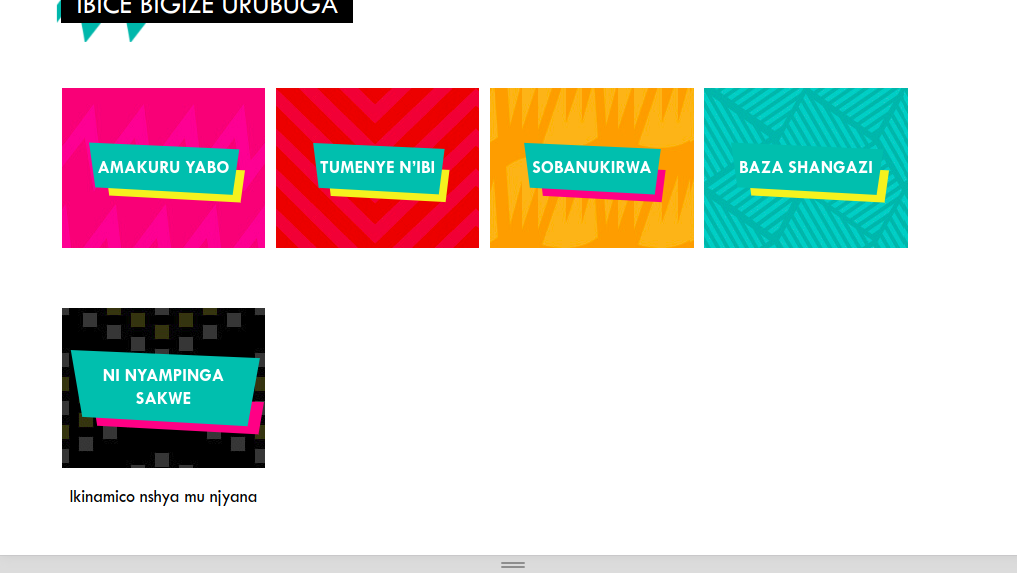 IBICE BIGIZE URUBUGA
AMAKURU YABO
TUMENYE N'IBI
SOBANUKIRWA
BAZA SHANGAZI
NI NYAMPINGA
SAKWE
Ikinamico nshya mu njyana